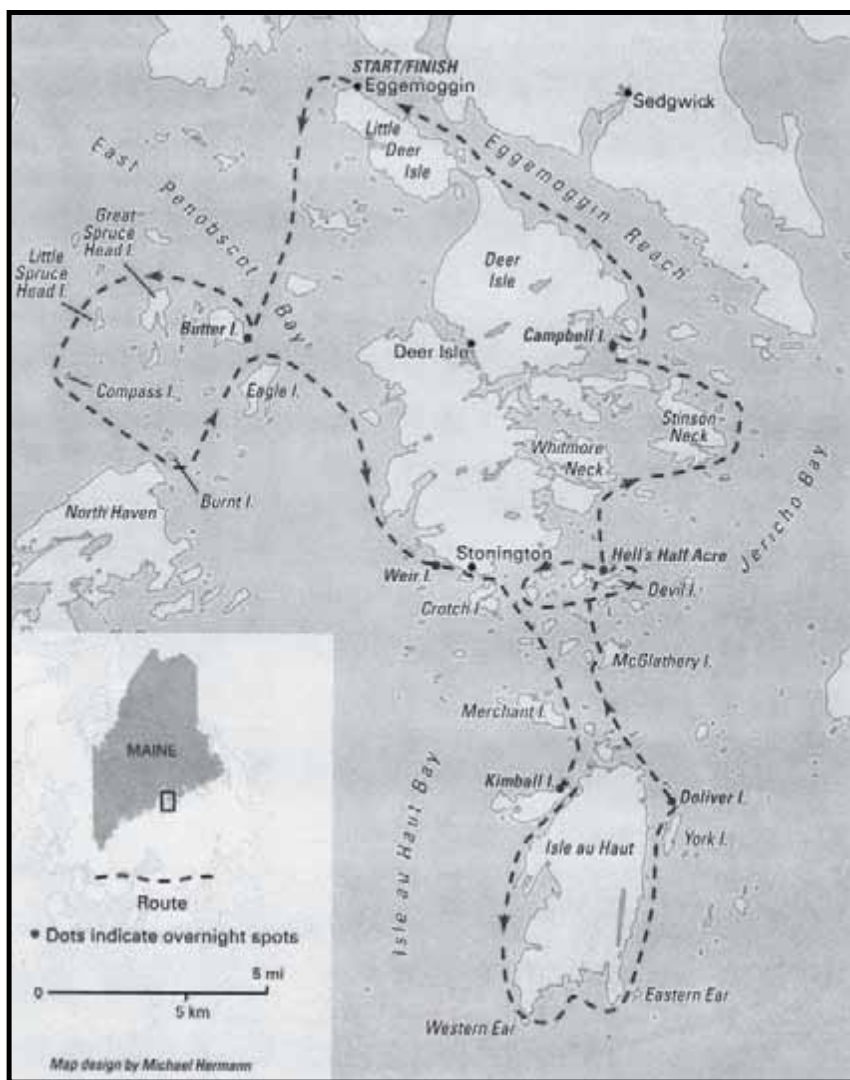 START/FINISH
Eggemoggin
Sedgwick
Little
Deer
Isle
Eggemoggin Reach
East Penobscot Bay
Great
Spruce
Head I.
Little
Spruce
Head I.
Deer
Isle
Butter I.
Deer Isle
Campbell I.
Compass I.
Eagle I.
Stinson
Neck
Whitmore
Neck
Burnt I.
North Haven
Jericho Bay
Stonington
Hell's Half Acre
Weir I.
Devil I.
Crotch I.
McGlathery I.
Merchant I.
MAINE
Kimball I.
Doliver I.
York I.
Isle au Haut
Isle au Haut Bay
Route
Dots indicate overnight spots
0 5 mi
5 km
Eastern Ear
Western Ear
Map design by Michael Hermann